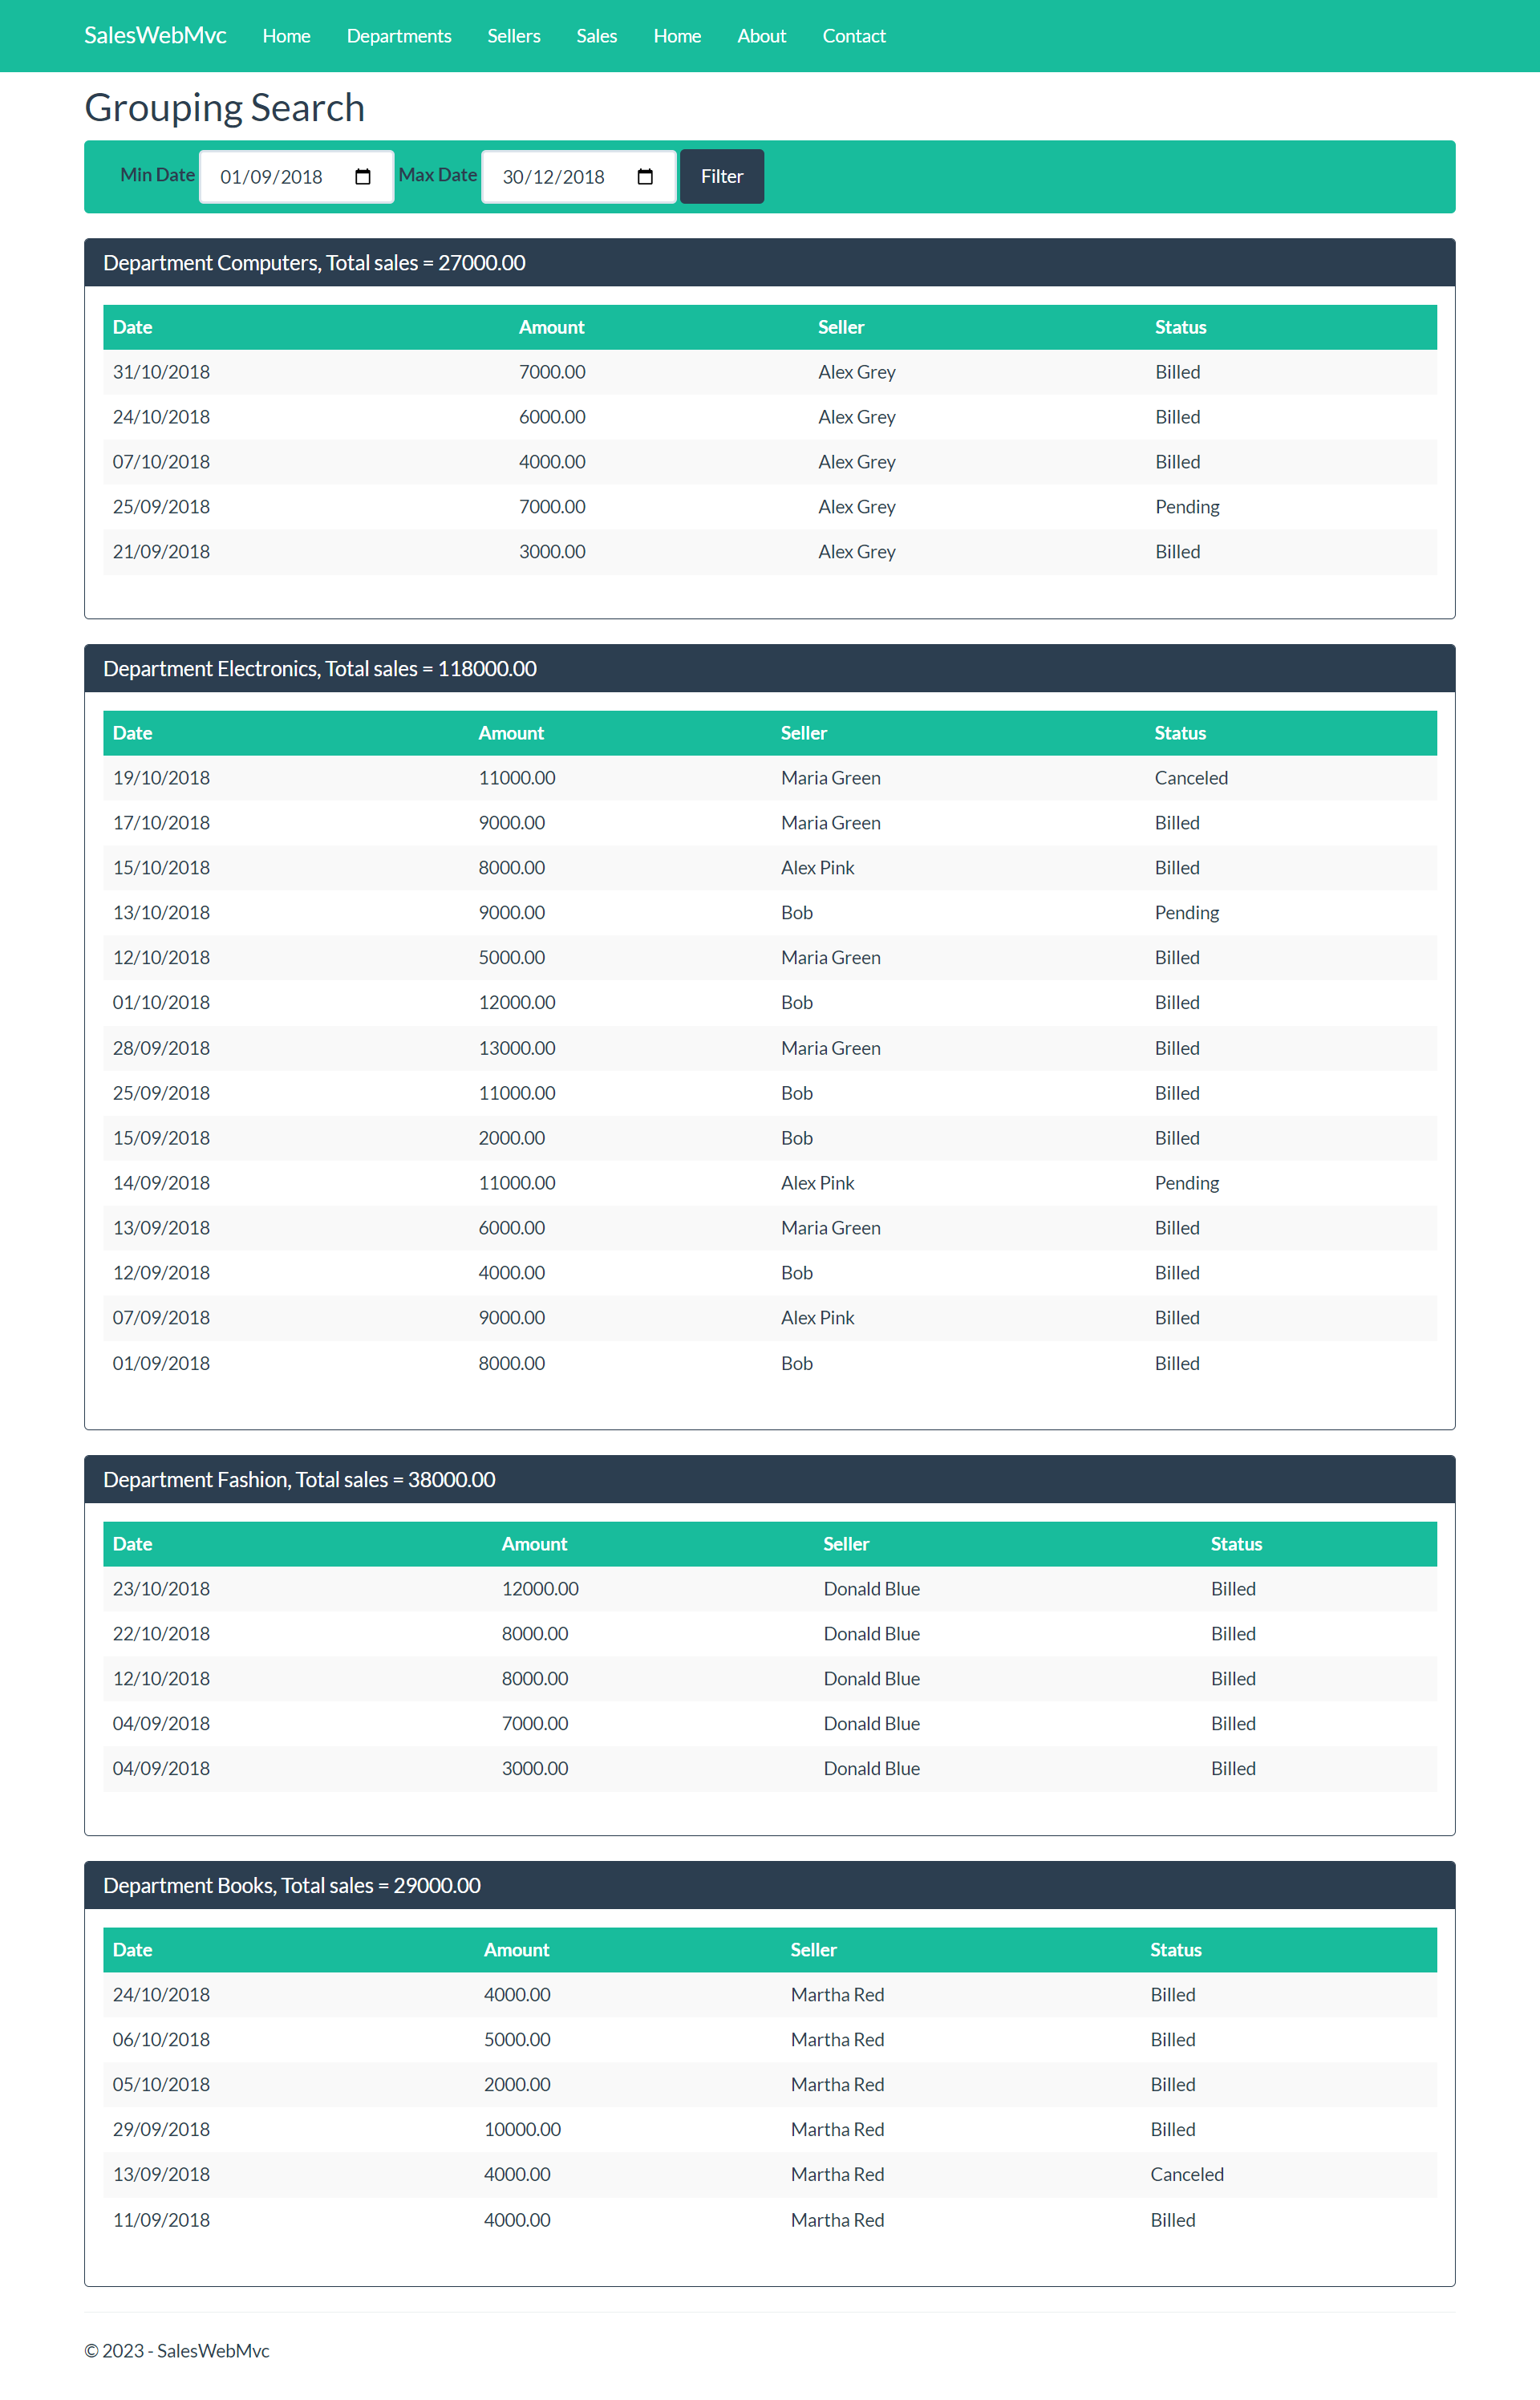 SalesWebMvc Home Departments Sellers Sales Home About Contact
Grouping Search
Min Date 01/09/2018 Max Date 30/12/2018 Filter
Department Computers, Total sales = 27000.00
Date Amount Seller Status
31/10/2018 7000.00 Alex Grey Billed
24/10/2018 6000.00 Alex Grey Billed
07/10/2018 4000.00 Alex Grey Billed
25/09/2018 7000.00 Alex Grey Pending
21/09/2018 3000.00 Alex Grey Billed
Department Electronics, Total sales = 118000.00
Date Amount Seller Status
19/10/2018 11000.00 Maria Green Canceled
17/10/2018 9000.00 Maria Green Billed
15/10/2018 8000.00 Alex Pink Billed
13/10/2018 9000.00 Bob Pending
12/10/2018 5000.00 Maria Green Billed
01/10/2018 12000.00 Bob Billed
28/09/2018 13000.00 Maria Green Billed
25/09/2018 11000.00 Bob Billed
15/09/2018 2000.00 Bob Billed
14/09/2018 11000.00 Alex Pink Pending
13/09/2018 6000.00 Maria Green Billed
12/09/2018 4000.00 Bob Billed
07/09/2018 9000.00 Alex Pink Billed
01/09/2018 8000.00 Bob Billed
Department Fashion, Total sales = 38000.00
Date Amount Seller Status
23/10/2018 12000.00 Donald Blue Billed
22/10/2018 8000.00 Donald Blue Billed
12/10/2018 8000.00 Donald Blue Billed
04/09/2018 7000.00 Donald Blue Billed
04/09/2018 3000.00 Donald Blue Billed
Department Books, Total sales = 29000.00
Date Amount Seller Status
24/10/2018 4000.00 Martha Red Billed
06/10/2018 5000.00 Martha Red Billed
05/10/2018 2000.00 Martha Red Billed
29/09/2018 10000.00 Martha Red Billed
13/09/2018 4000.00 Martha Red Canceled
11/09/2018 4000.00 Martha Red Billed
© 2023 - SalesWebMvc